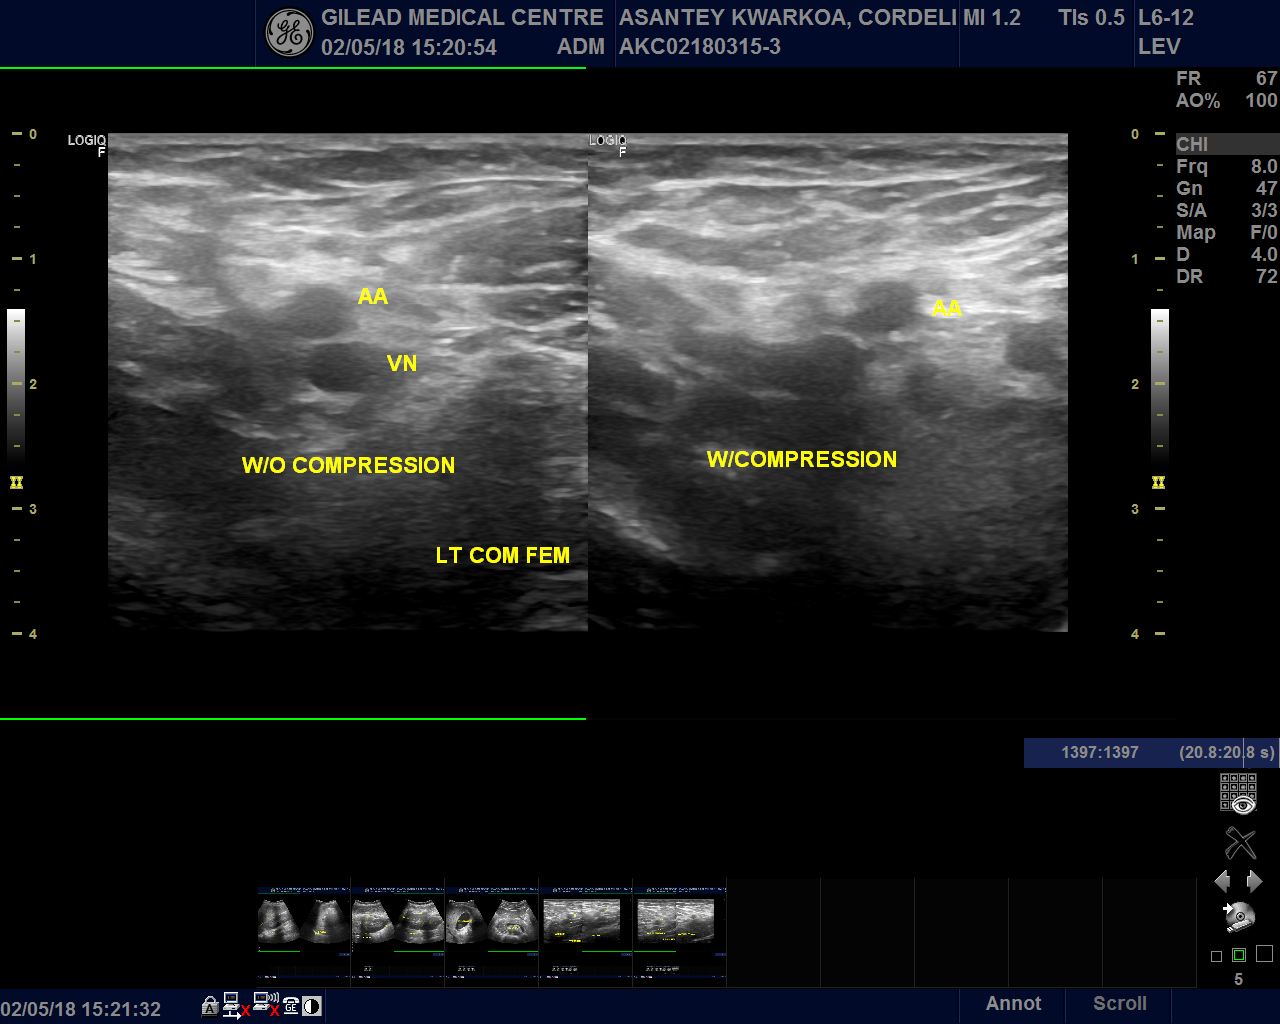 GILEAD MEDICAL CENTRE
02/05/18 15:20:54 ADM
ASANTEY KWARKOA, CORDELI
AKC02180315-3
MI 1.2 TIs 0.5
L6-12
LEV
FR 67
AO% 100
CHI
Frq 8.0
Gn 47
S/A 3/3
Map F/0
D 4.0
DR 72
LOGIQ
F
LOGIQ
F
0
1
2
3
4
0
1
2
3
4
AA
VN
W/O COMPRESSION
LT COM FEM
AA
W/COMPRESSION
1397:1397 (20.8:20.8 s)
5
02/05/18 15:21:32
A
GE
Annot
Scroll